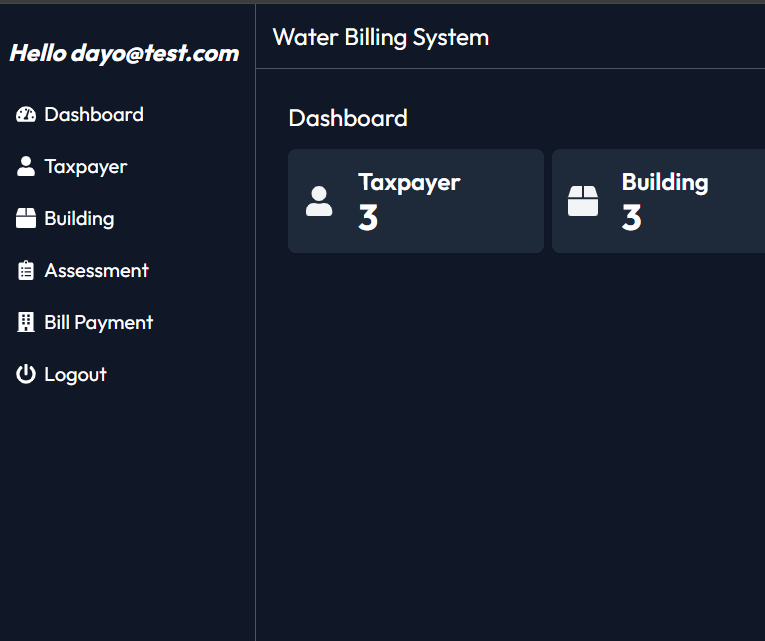 Hello dayo@test.com
Dashboard
Taxpayer
Building
Assessment
Bill Payment
Logout
Water Billing System
Dashboard
Taxpayer
3
Building
3